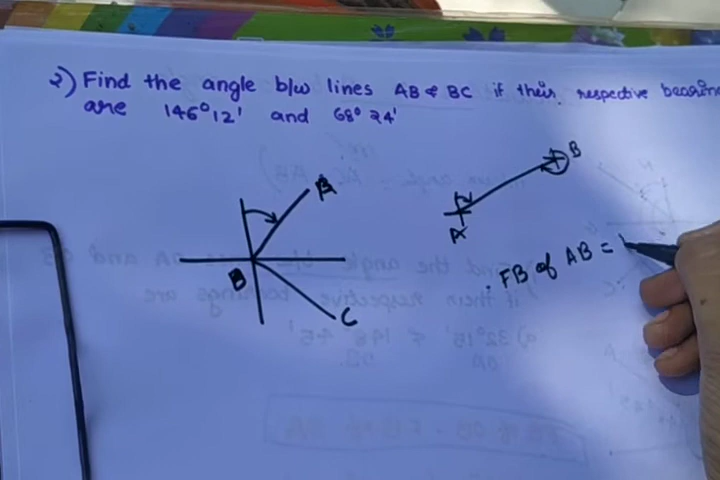 2) Find the angle b/w lines AB & BC if their respective bearing
are 146° 12' and 68° 24'
B
A
A
B
C
FB of AB =